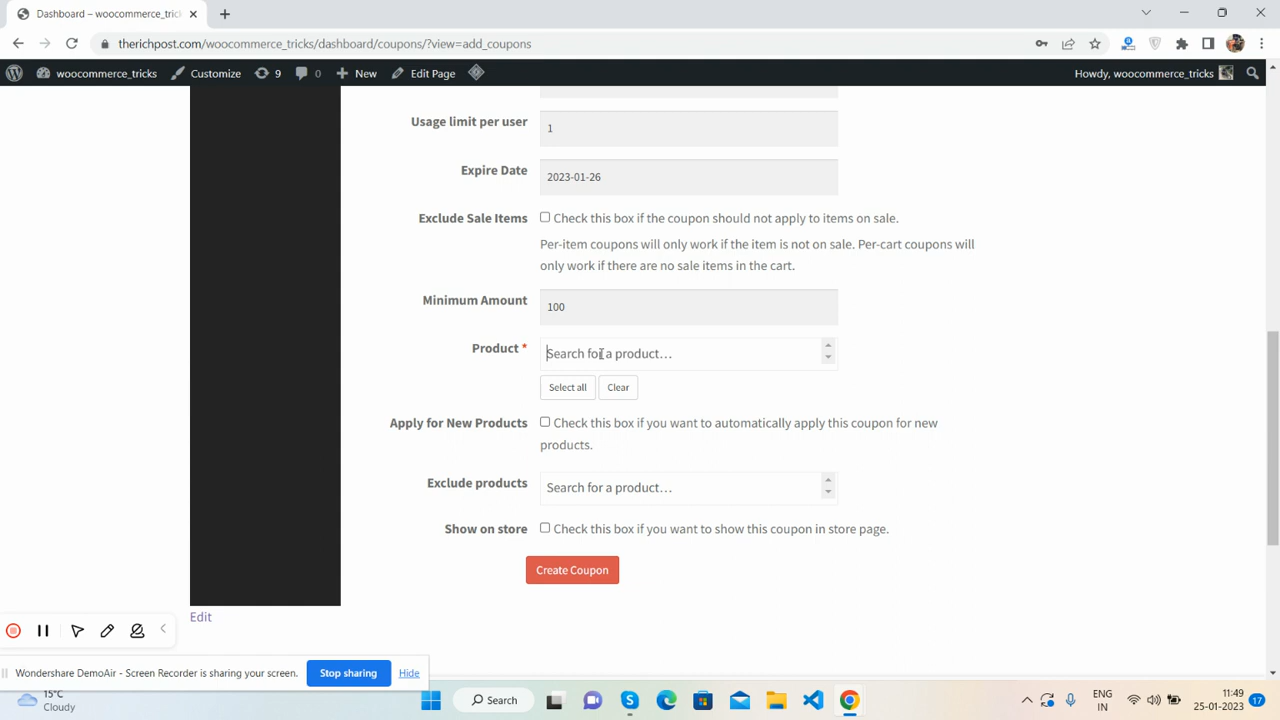 Dashboard – woocommerce_tric
therichpost.com/woocommerce_tricks/dashboard/coupons/?view=add_coupons
woocommerce_tricks Customize 9 0 New Edit Page Howdy, woocommerce_tricks
Usage limit per user
1
Expire Date
2023-01-26
Exclude Sale Items
Check this box if the coupon should not apply to items on sale.
Per-item coupons will only work if the item is not on sale. Per-cart coupons will
only work if there are no sale items in the cart.
Minimum Amount
100
Product *
Search for a product…
Select all Clear
Apply for New Products
Check this box if you want to automatically apply this coupon for new
products.
Exclude products
Search for a product…
Show on store
Check this box if you want to show this coupon in store page.
Create Coupon
Edit
Wondershare DemoAir - Screen Recorder is sharing your screen. Stop sharing Hide
15°C
Cloudy
Search
ENG
IN
11:49
25-01-2023
17